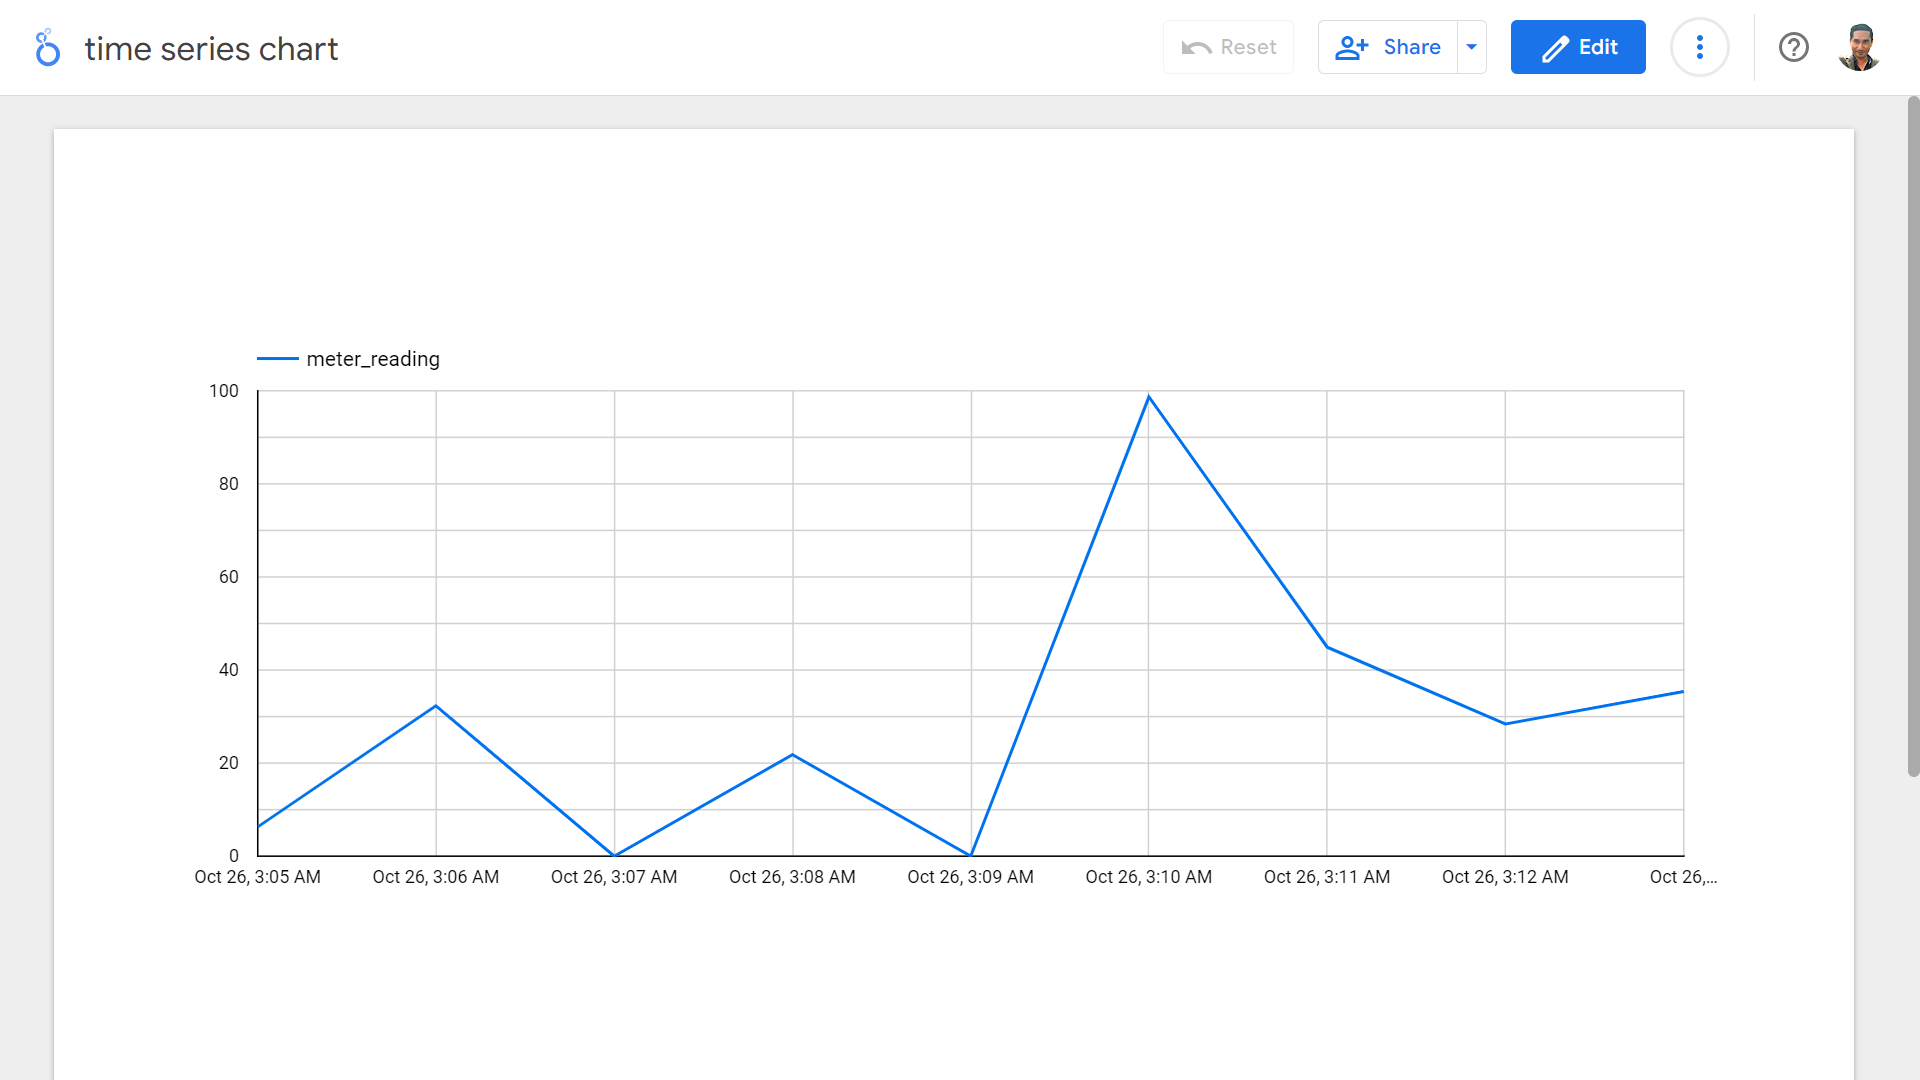 time series chart
Reset
Share
Edit
meter_reading
100
80
60
40
20
0
Oct 26, 3:05 AM
Oct 26, 3:06 AM
Oct 26, 3:07 AM
Oct 26, 3:08 AM
Oct 26, 3:09 AM
Oct 26, 3:10 AM
Oct 26, 3:11 AM
Oct 26, 3:12 AM
Oct 26,...